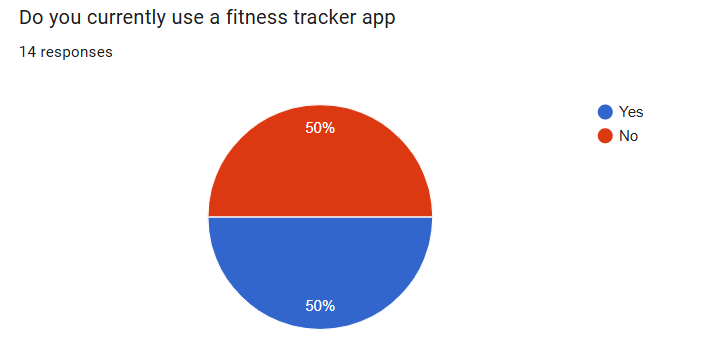 Do you currently use a fitness tracker app
14 responses
50%
50%
Yes
No